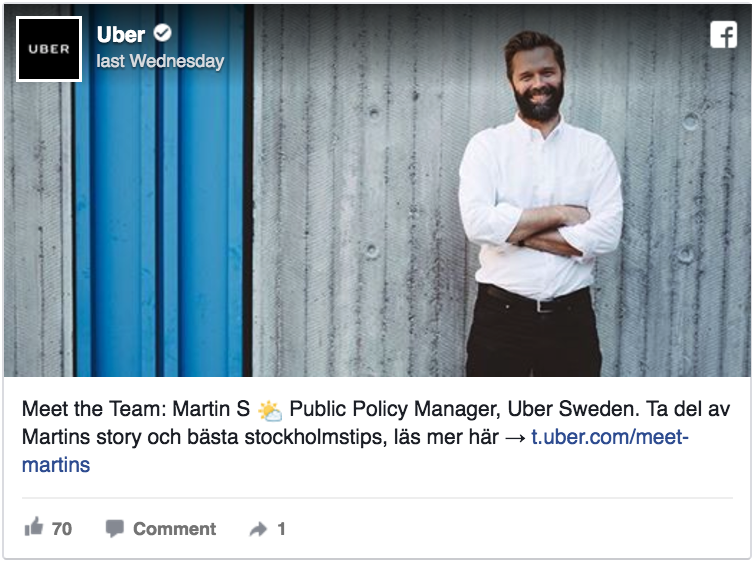 UBER
Uber
last Wednesday
Meet the Team: Martin S 🌤 Public Policy Manager, Uber Sweden. Ta del av
Martins story och bästa stockholmstips, läs mer här → t.uber.com/meet-
martins
70 Comment 1